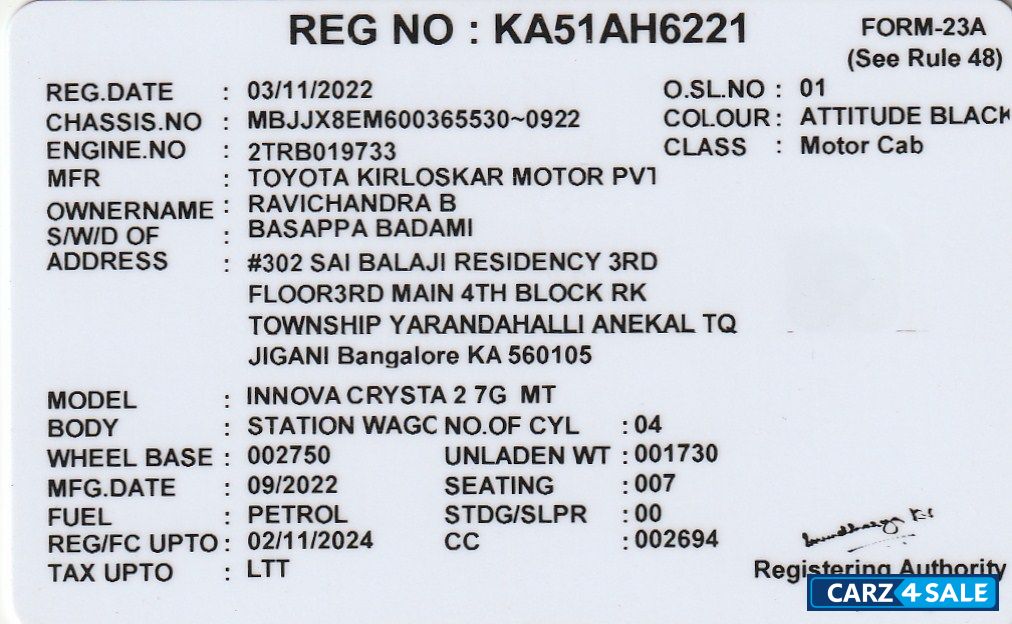 REG NO : KA51AH6221
FORM-23A
(See Rule 48)
REG.DATE : 03/11/2022 O.SL.NO : 01
CHASSIS.NO : MBJJX8EM600365530~0922 COLOUR : ATTITUDE BLACK
ENGINE.NO : 2TRB019733 CLASS : Motor Cab
MFR : TOYOTA KIRLOSKAR MOTOR PVT
OWNERNAME : RAVICHANDRA B
S/W/D OF : BASAPPA BADAMI
ADDRESS : #302 SAI BALAJI RESIDENCY 3RD
FLOOR3RD MAIN 4TH BLOCK RK
TOWNSHIP YARANDAHALLI ANEKAL TQ
JIGANI Bangalore KA 560105
MODEL : INNOVA CRYSTA 2 7G MT
BODY : STATION WAGO NO.OF CYL : 04
WHEEL BASE : 002750 UNLADEN WT : 001730
MFG.DATE : 09/2022 SEATING : 007
FUEL : PETROL STDG/SLPR : 00
REG/FC UPTO : 02/11/2024 CC : 002694
TAX UPTO : LTT
Registering Authority
CARZ 4 SALE